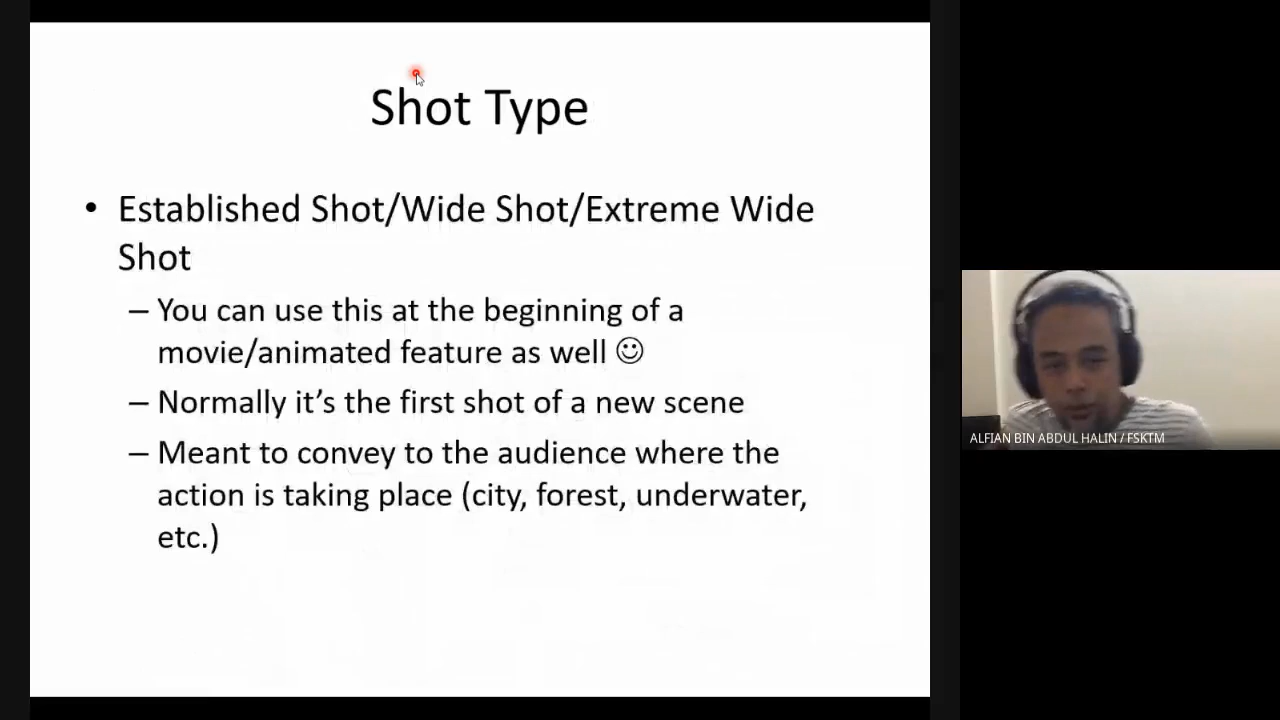 Shot Type
• Established Shot/Wide Shot/Extreme Wide
Shot
– You can use this at the beginning of a
movie/animated feature as well ☺
– Normally it’s the first shot of a new scene
– Meant to convey to the audience where the
action is taking place (city, forest, underwater,
etc.)
ALFIAN BIN ABDUL HALIN / FSKTM